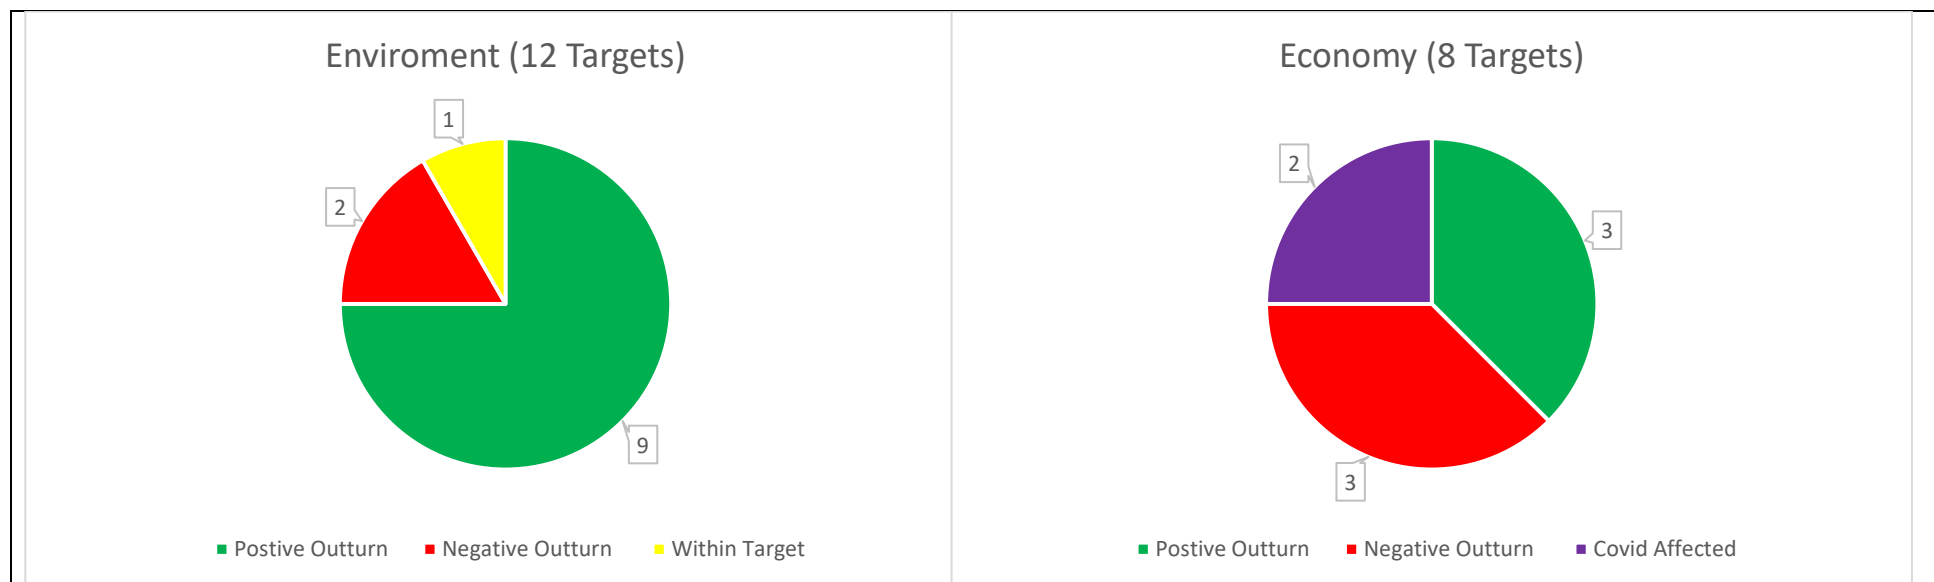 Enviroment (12 Targets)
1
2
9
Postive Outturn Negative Outturn Within Target
Economy (8 Targets)
2
3
3
Postive Outturn Negative Outturn Covid Affected